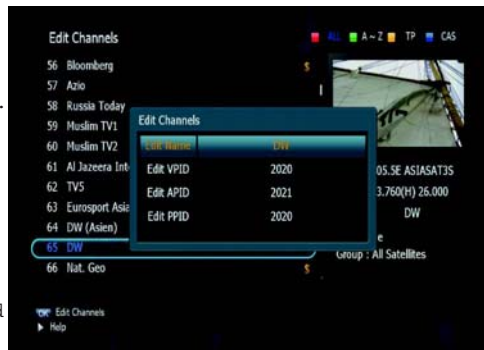 Edit Channels
ALL A~Z TP CAS
56 Bloomberg $
57 Azio
58 Russia Today
59 Muslim TV1
60 Muslim TV2
61 Al Jazeera Int
62 TV5
63 Eurosport Asia
64 DW (Asien)
65 DW
66 Nat. Geo $
Edit Channels
Edit Name DW
Edit VPID 2020
Edit APID 2021
Edit PPID 2020
05.5E ASIASAT3S
3.760(H) 26.000
DW
e
Group : All Satellites
OK Edit Channels
Help